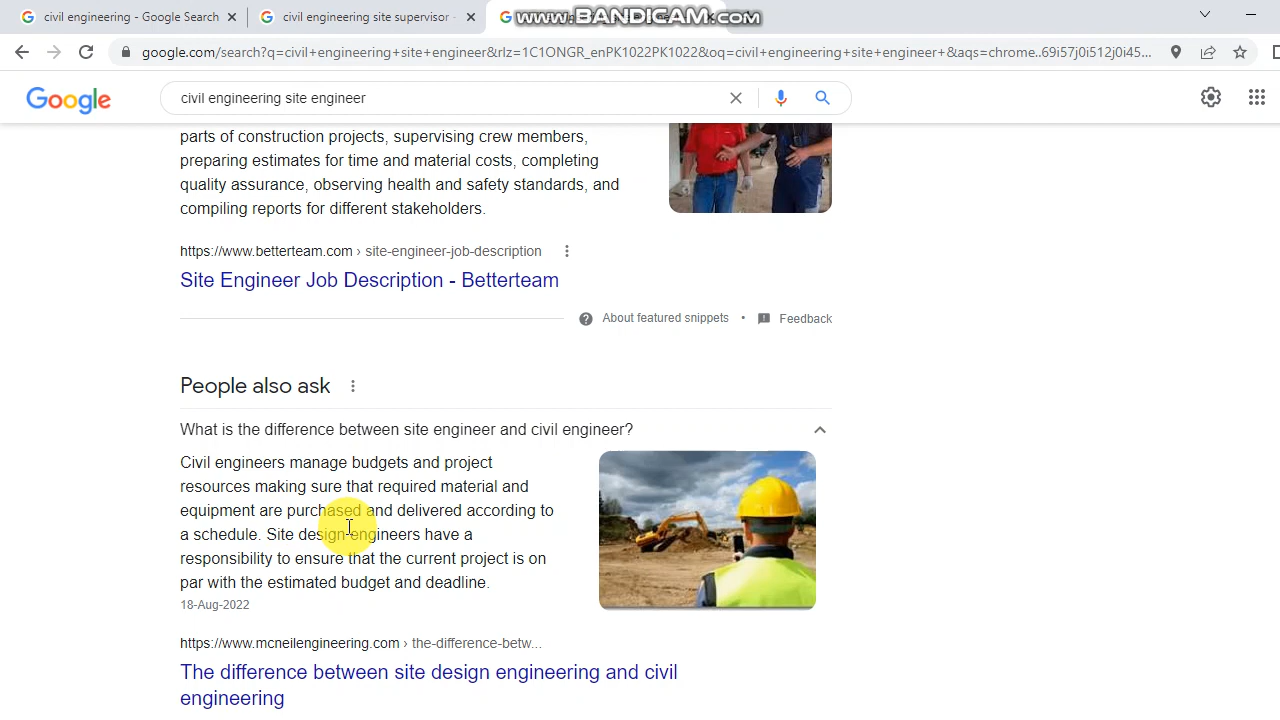 civil engineering - Google Search
civil engineering site supervisor -
www.BANDICAM.com
google.com/search?q=civil+engineering+site+engineer&rlz=1C1ONGR_enPK1022PK1022&oq=civil+engineering+site+engineer+&aqs=chrome..69i57j0i512j0i45...
Google
civil engineering site engineer
parts of construction projects, supervising crew members,
preparing estimates for time and material costs, completing
quality assurance, observing health and safety standards, and
compiling reports for different stakeholders.
https://www.betterteam.com › site-engineer-job-description
Site Engineer Job Description - Betterteam
About featured snippets • Feedback
People also ask
What is the difference between site engineer and civil engineer?
Civil engineers manage budgets and project
resources making sure that required material and
equipment are purchased and delivered according to
a schedule. Site design engineers have a
responsibility to ensure that the current project is on
par with the estimated budget and deadline.
18-Aug-2022
https://www.mcneilengineering.com › the-difference-betw...
The difference between site design engineering and civil
engineering